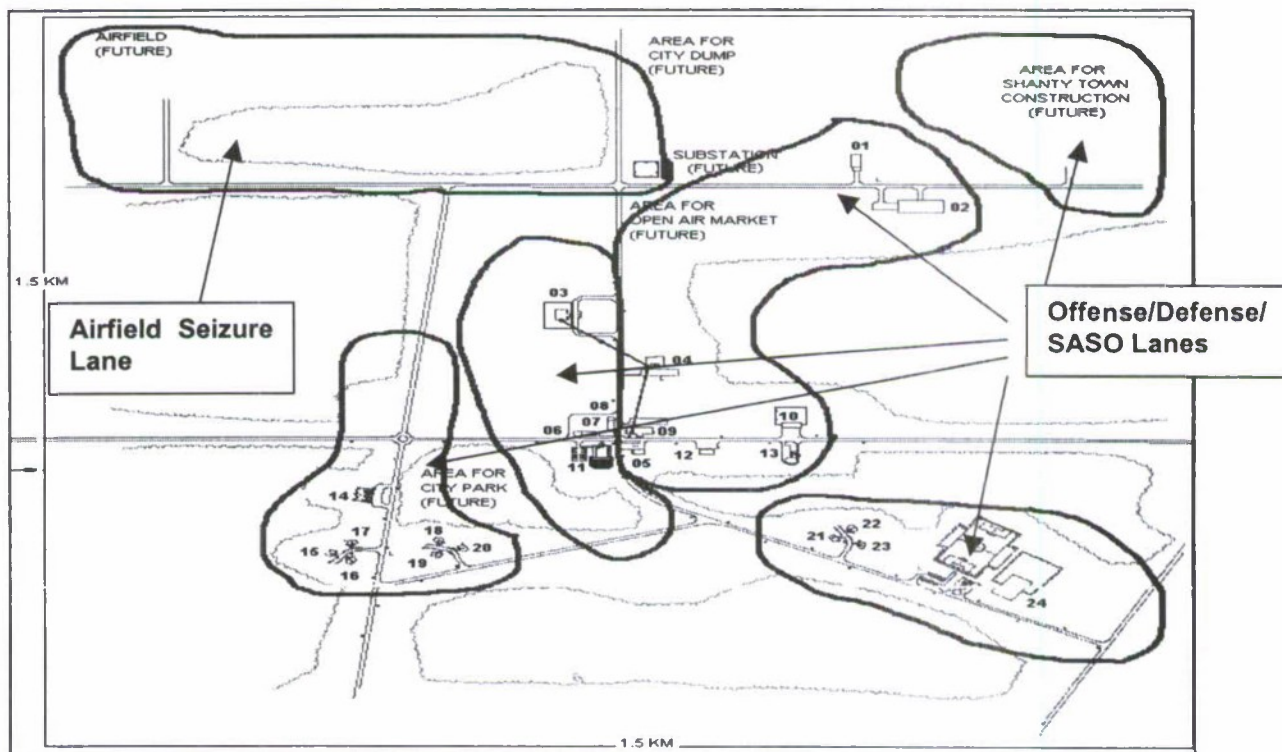 AIRFIELD
(FUTURE)
AREA FOR
CITY DUMP
(FUTURE)
AREA FOR
SHANTY TOWN
CONSTRUCTION
(FUTURE)
01
SUBSTATION
(FUTURE)
02
AREA FOR
OPEN AIR MARKET
(FUTURE)
1.5 KM
03
Airfield Seizure
Lane
Offense/Defense/
SASO Lanes
04
08
07
06
09
10
11
05
12
13
AREA FOR
CITY PARK
(FUTURE)
14
17
18
15
20
16
19
22
21
23
24
1.5 KM